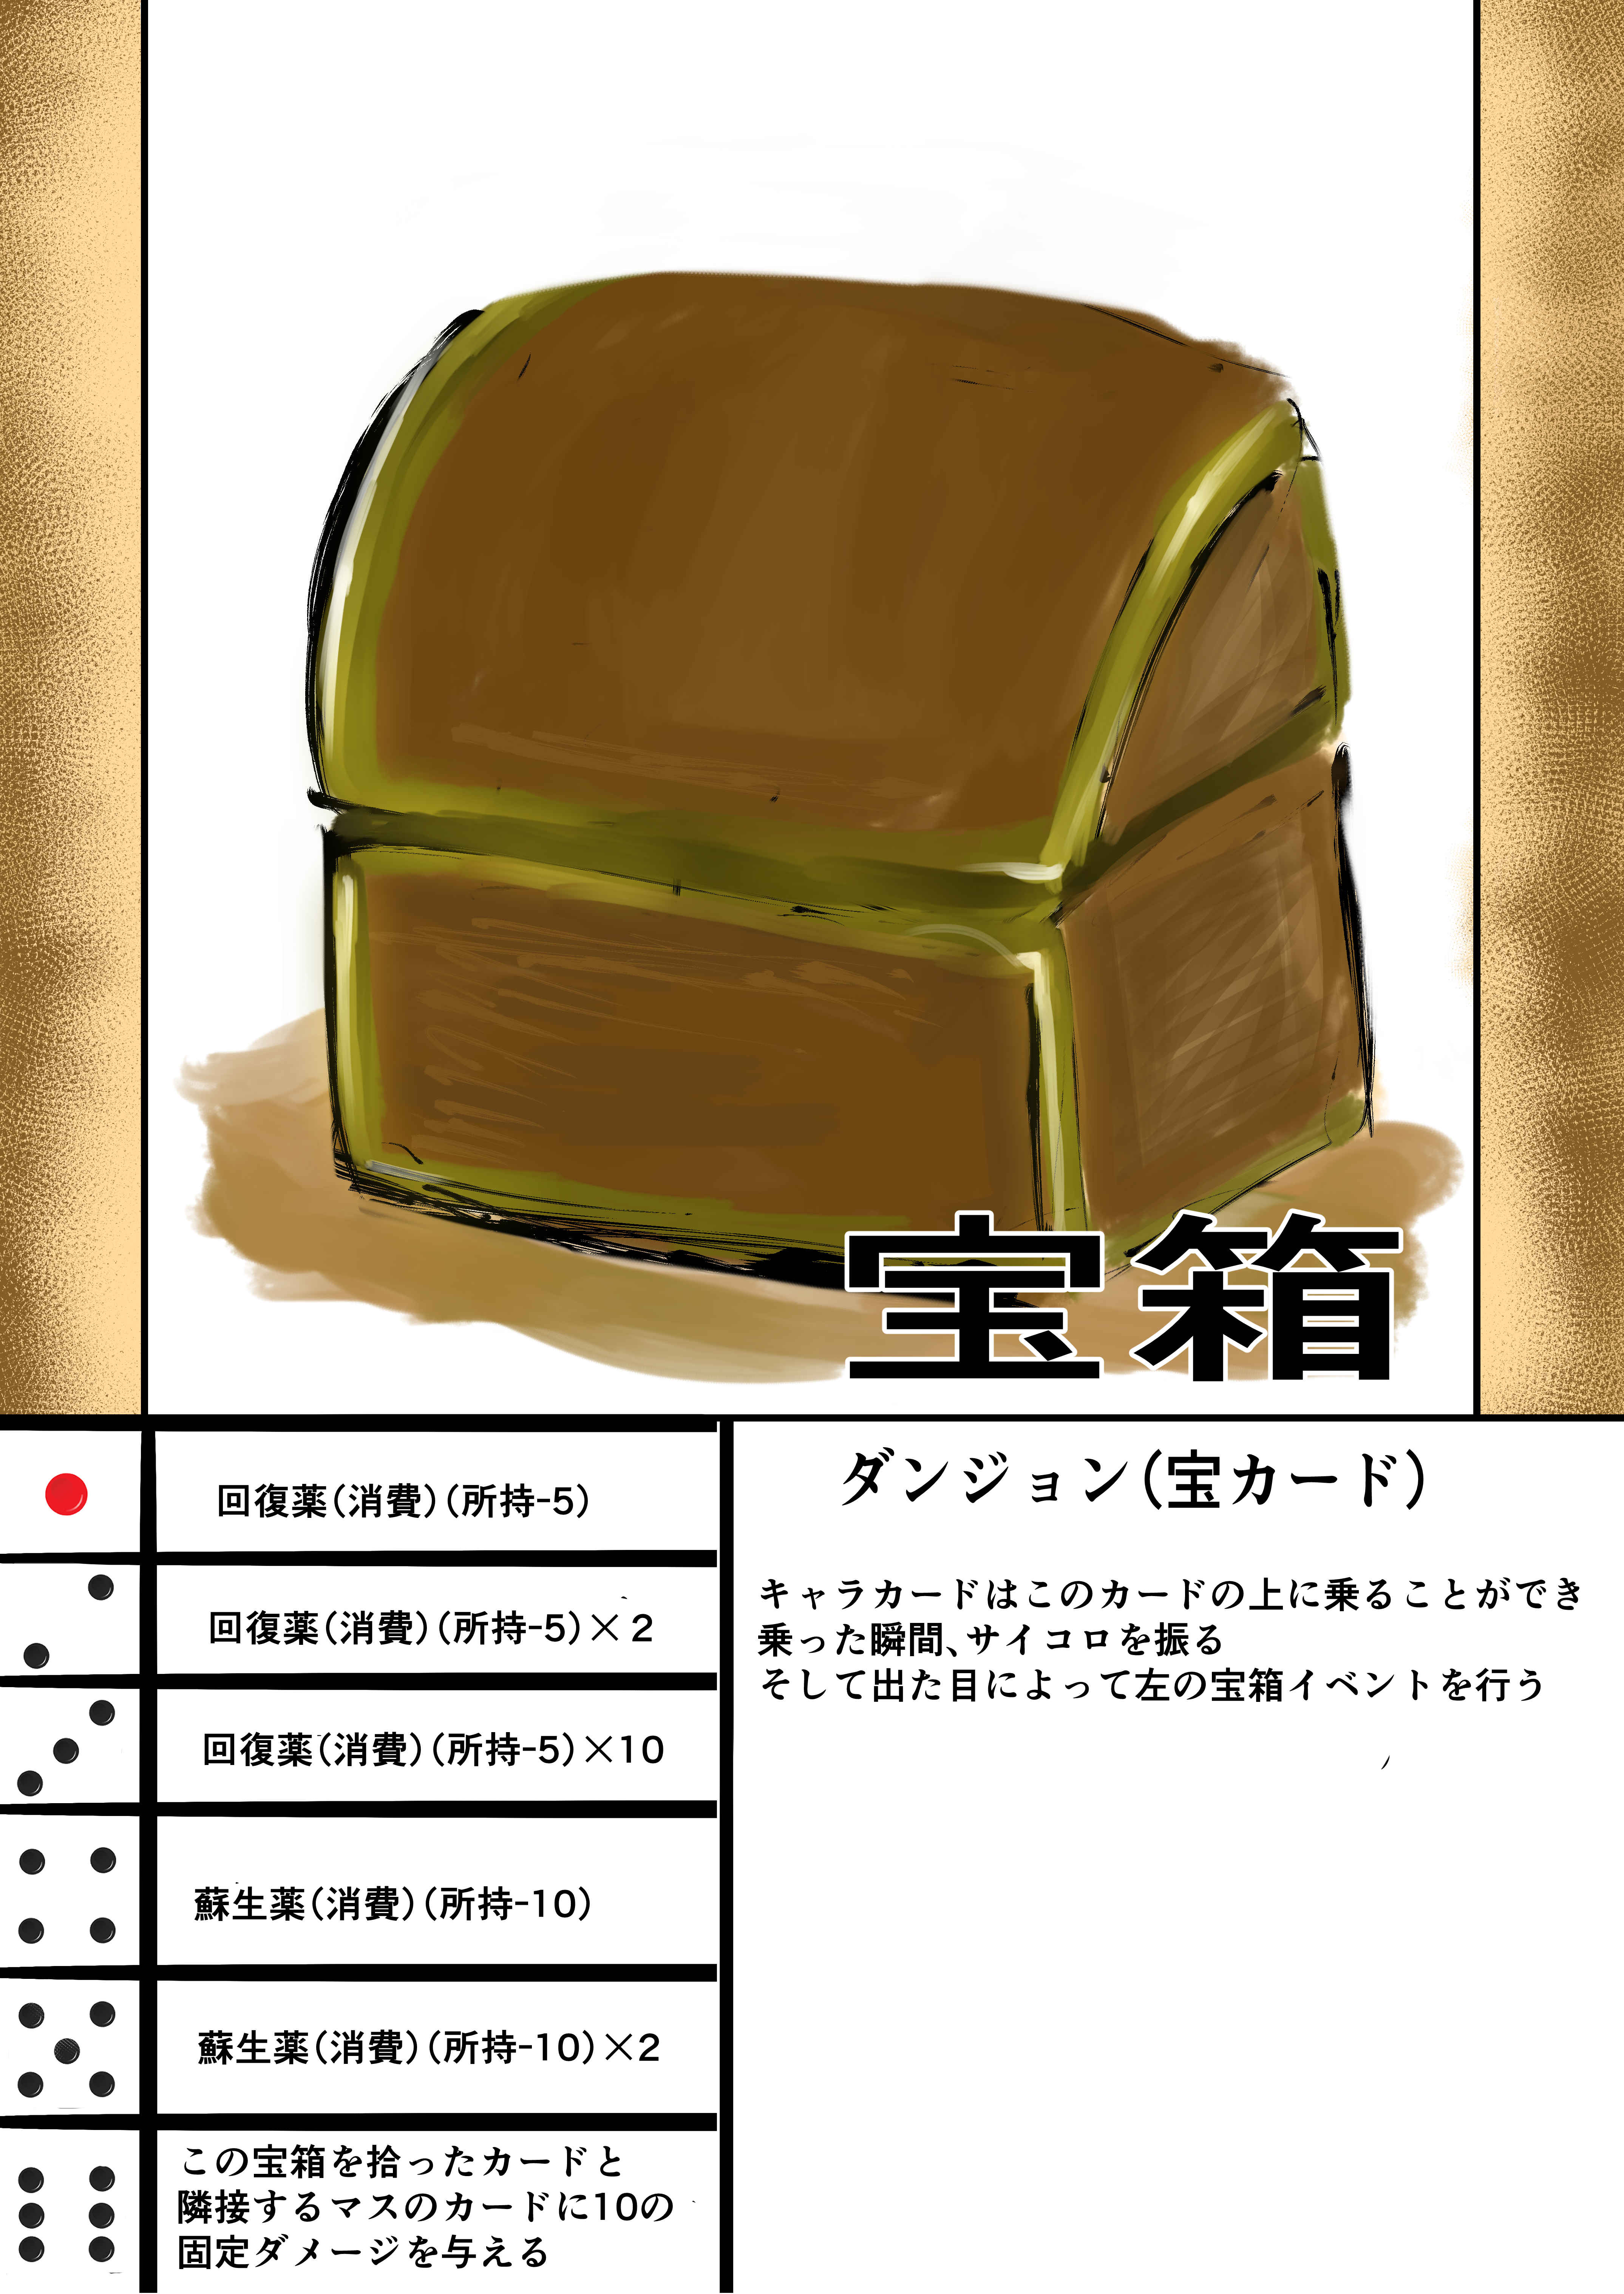 宝箱
回復薬(消費)(所持-5)
回復薬(消費)(所持-5)×2
回復薬(消費)(所持-5)×10
蘇生薬(消費)(所持-10)
蘇生薬(消費)(所持-10)×2
この宝箱を拾ったカードと
隣接するマスのカードに10の
固定ダメージを与える
ダンジョン(宝カード)
キャラカードはこのカードの上に乗ることができ
乗った瞬間、サイコロを振る
そして出た目によって左の宝箱イベントを行う